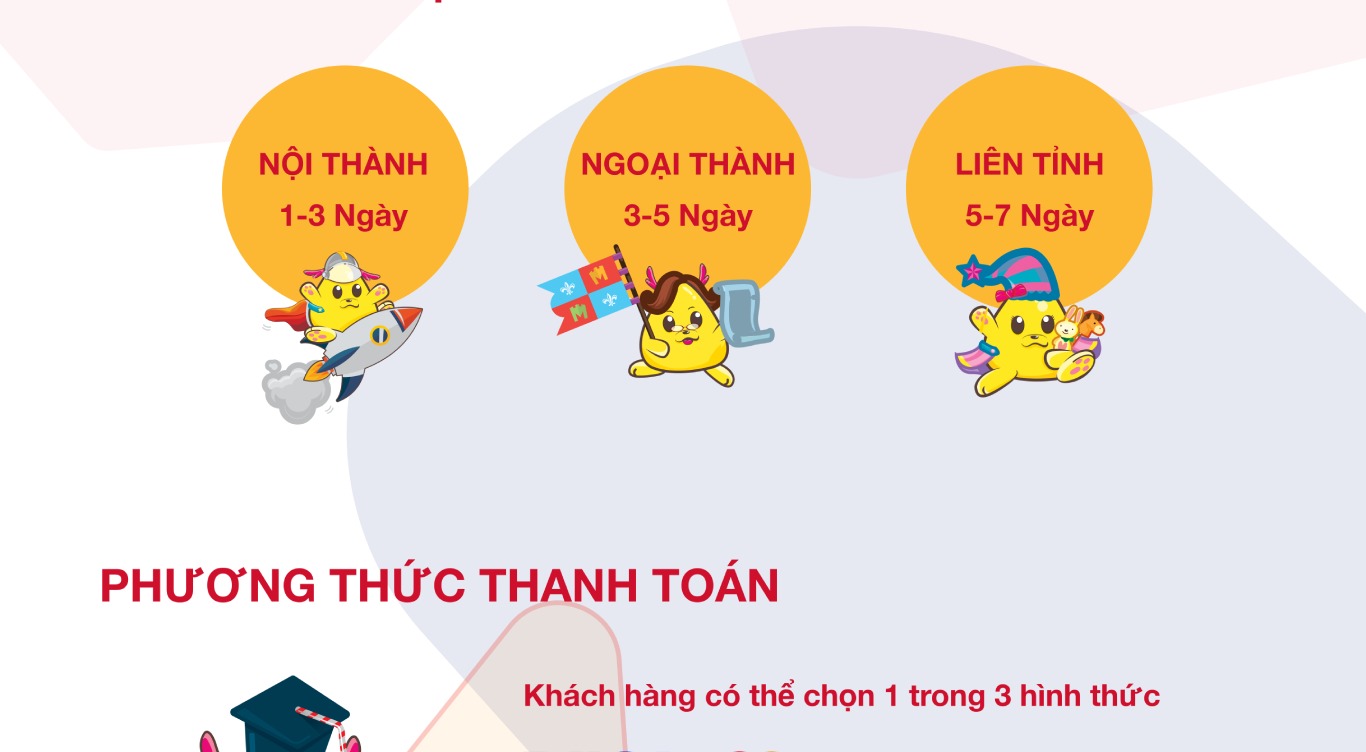 NỘI THÀNH
1-3 Ngày
NGOẠI THÀNH
3-5 Ngày
LIÊN TỈNH
5-7 Ngày
PHƯƠNG THỨC THANH TOÁN
Khách hàng có thể chọn 1 trong 3 hình thức